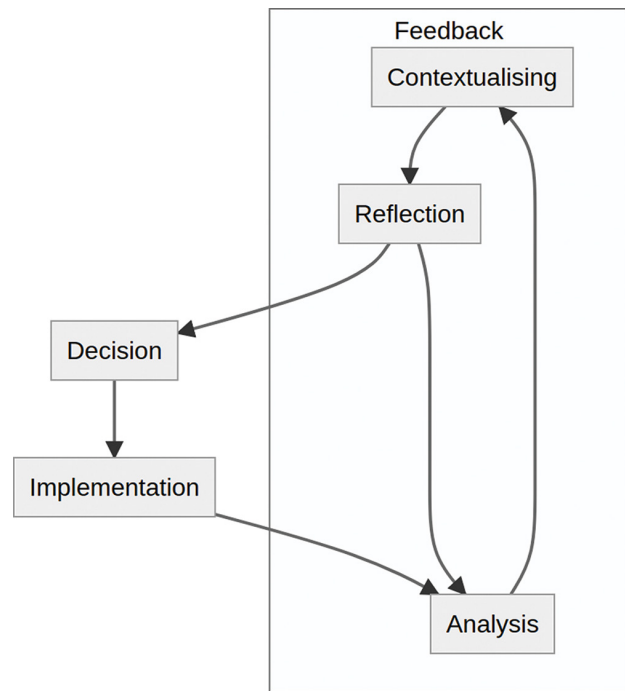 Feedback
Contextualising
Reflection
Decision
Implementation
Analysis